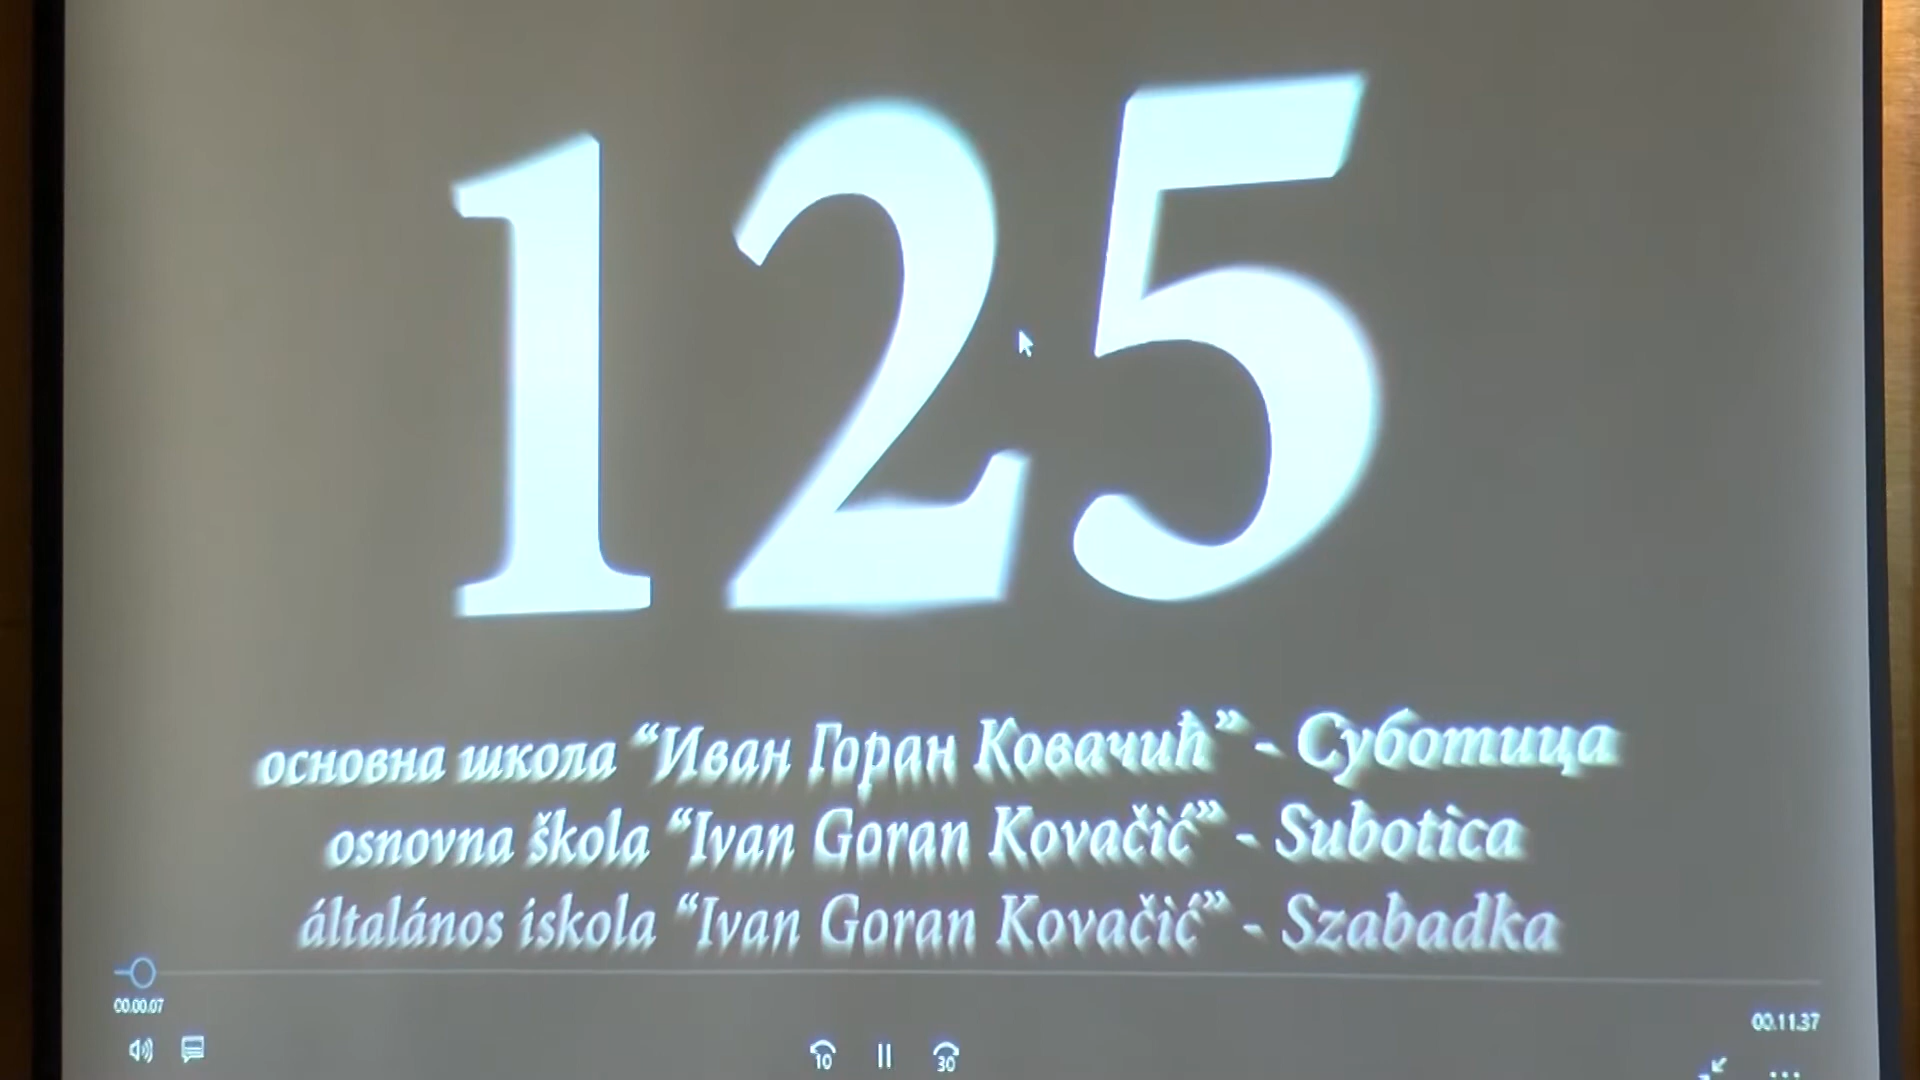 125
основна школа “Иван Горан Ковачић” - Суботица
osnovna škola “Ivan Goran Kovačić” - Subotica
általános iskola “Ivan Goran Kovačić” - Szabadka
00.00.07
00.11.37
10
30